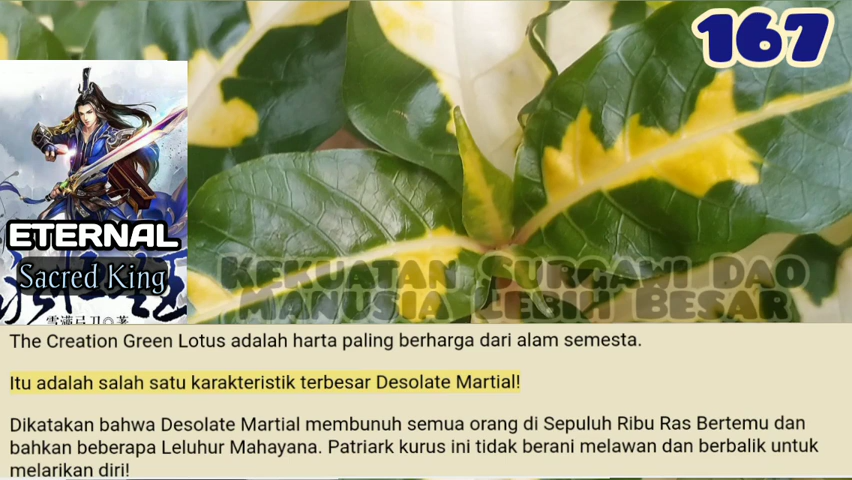 167
ETERNAL
Sacred King
KEKUATAN SURGAWI DAO
MANUSIA LEBIH BESAR
The Creation Green Lotus adalah harta paling berharga dari alam semesta.
Itu adalah salah satu karakteristik terbesar Desolate Martial!
Dikatakan bahwa Desolate Martial membunuh semua orang di Sepuluh Ribu Ras Bertemu dan
bahkan beberapa Leluhur Mahayana. Patriark kurus ini tidak berani melawan dan berbalik untuk
melarikan diri!